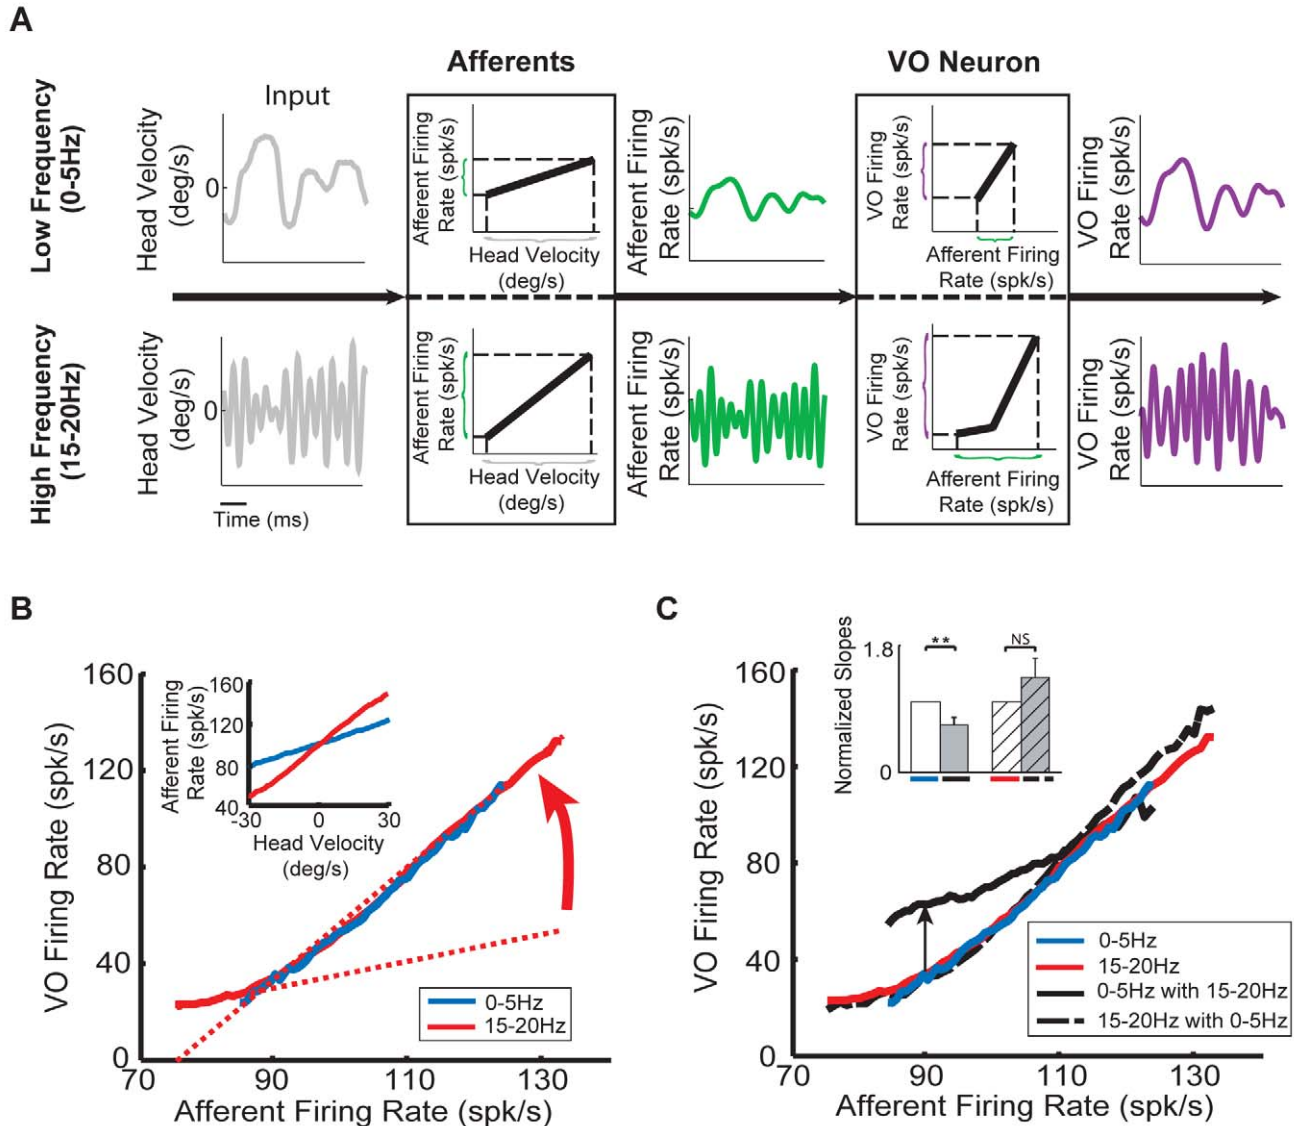 A
Afferents
VO Neuron
Input
Low Frequency
(0-5Hz)
Head Velocity
(deg/s)
0
Afferent Firing
Rate (spk/s)
Head Velocity
(deg/s)
Afferent Firing
Rate (spk/s)
VO Firing
Rate (spk/s)
Afferent Firing
Rate (spk/s)
VO Firing
Rate (spk/s)
High Frequency
(15-20Hz)
Head Velocity
(deg/s)
0
Time (ms)
Afferent Firing
Rate (spk/s)
Head Velocity
(deg/s)
Afferent Firing
Rate (spk/s)
VO Firing
Rate (spk/s)
Afferent Firing
Rate (spk/s)
VO Firing
Rate (spk/s)
B
VO Firing Rate (spk/s)
160
120
80
40
0
70 90 110 130
Afferent Firing Rate (spk/s)
Afferent Firing
Rate (spk/s)
160
120
80
40
-30 0 30
Head Velocity
(deg/s)
0-5Hz
15-20Hz
C
VO Firing Rate (spk/s)
160
120
80
40
0
70 90 110 130
Afferent Firing Rate (spk/s)
Normalized Slopes
1.8
0
** NS
0-5Hz
15-20Hz
0-5Hz with 15-20Hz
15-20Hz with 0-5Hz